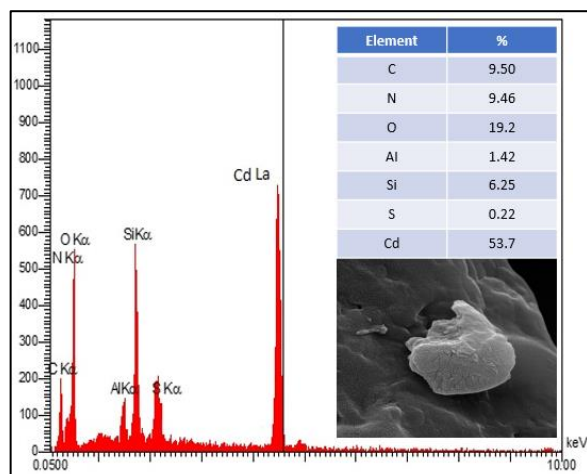 1100
1000
900
800
700
600
500
400
300
200
100
0
0.0500
1000
keV
C Kα
N Kα
O Kα
AlKα
SiKα
S Kα
Cd La
Element %
C 9.50
N 9.46
O 19.2
Al 1.42
Si 6.25
S 0.22
Cd 53.7